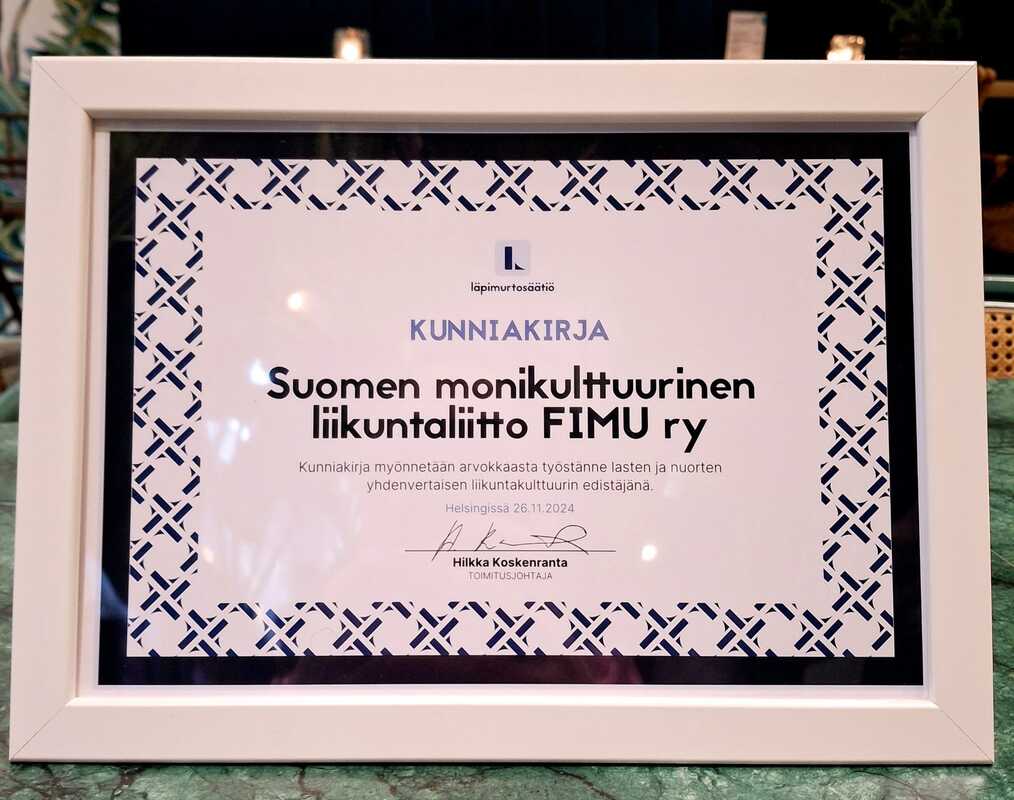 läpimurtosäätiö
KUNNIAKIRJA
Suomen monikulttuurinen
liikuntaliitto FIMU ry
Kunniakirja myönnetään arvokkaasta työstänne lasten ja nuorten
yhdenvertaisen liikuntakulttuurin edistäjänä.
Helsingissä 26.11.2024
Hilkka Koskenranta
TOIMITUSJOHTAJA